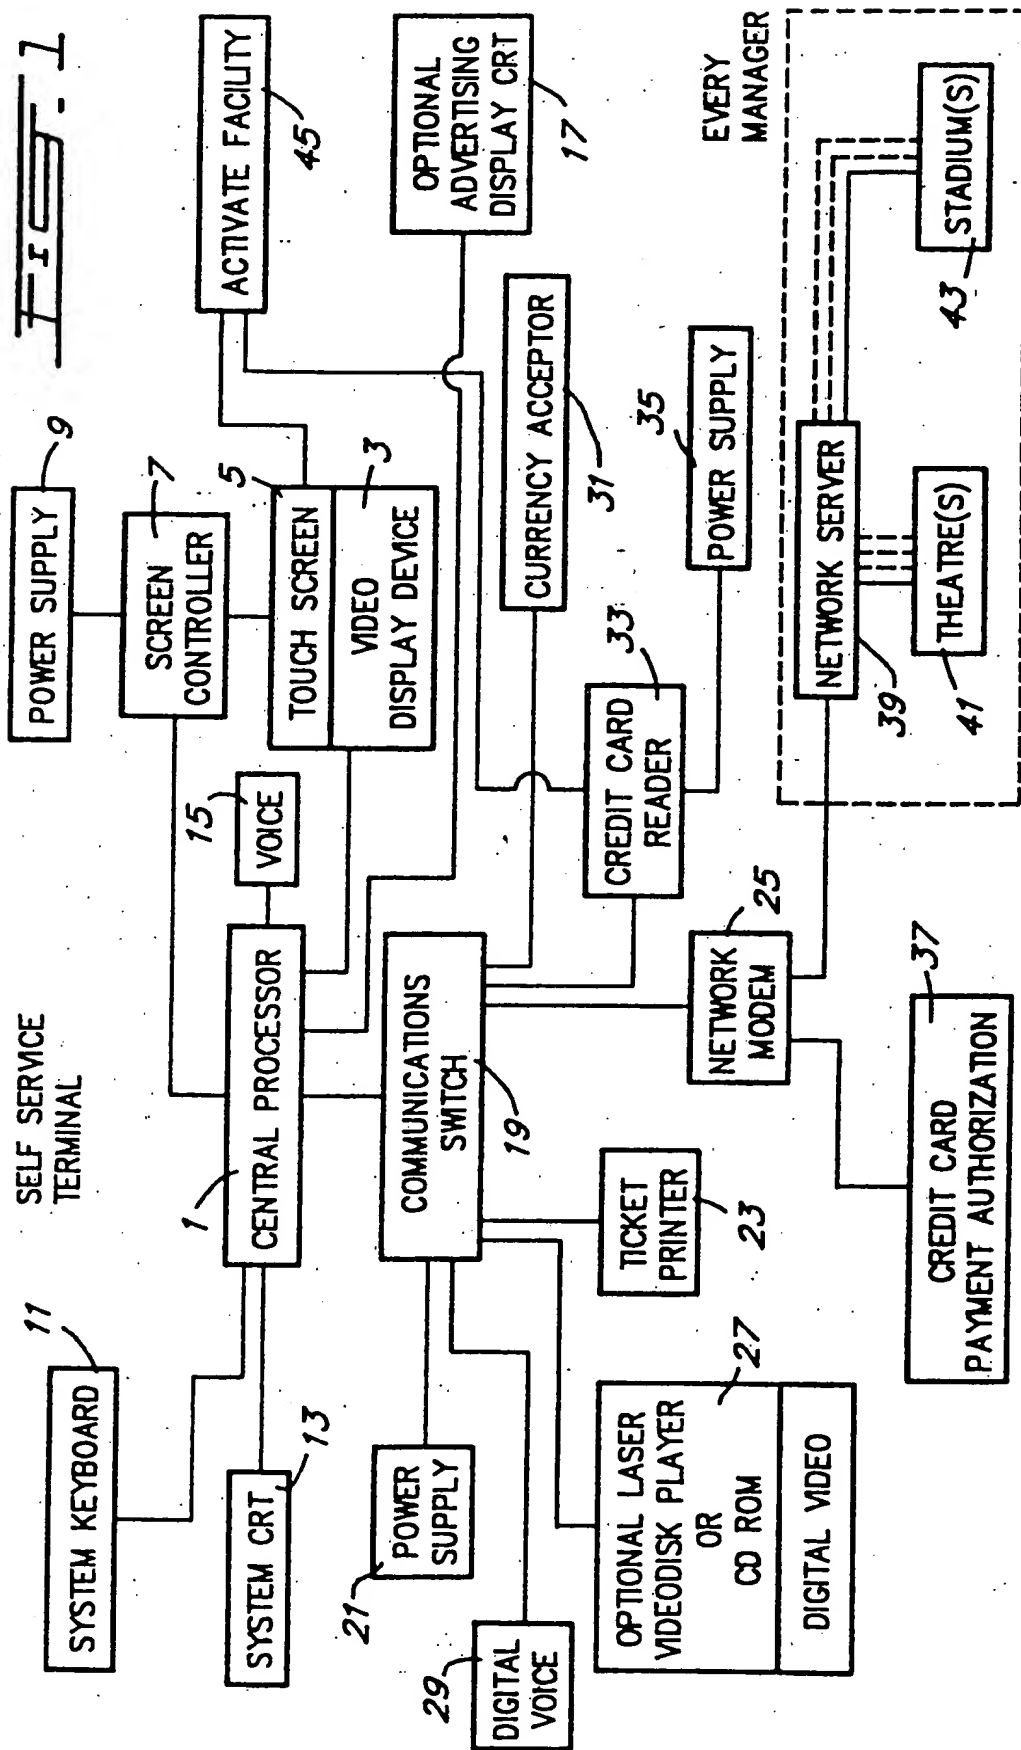 FIG. 1
SELF SERVICE
TERMINAL
SYSTEM KEYBOARD
11
SYSTEM CRT
13
CENTRAL PROCESSOR
1
VOICE
15
POWER SUPPLY
9
SCREEN
CONTROLLER
7
TOUCH SCREEN
5
VIDEO
DISPLAY DEVICE
3
ACTIVATE FACILITY
45
OPTIONAL
ADVERTISING
DISPLAY CRT
17
POWER
SUPPLY
21
DIGITAL
VOICE
29
COMMUNICATIONS
SWITCH
19
CURRENCY ACCEPTOR
31
CREDIT CARD
READER
33
POWER SUPPLY
35
OPTIONAL LASER
VIDEODISK PLAYER
OR
CD ROM
27
DIGITAL VIDEO
TICKET
PRINTER
23
NETWORK
MODEM
25
CREDIT CARD
PAYMENT AUTHORIZATION
37
EVERY
MANAGER
NETWORK SERVER
39
THEATRE(S)
41
STADIUM(S)
43